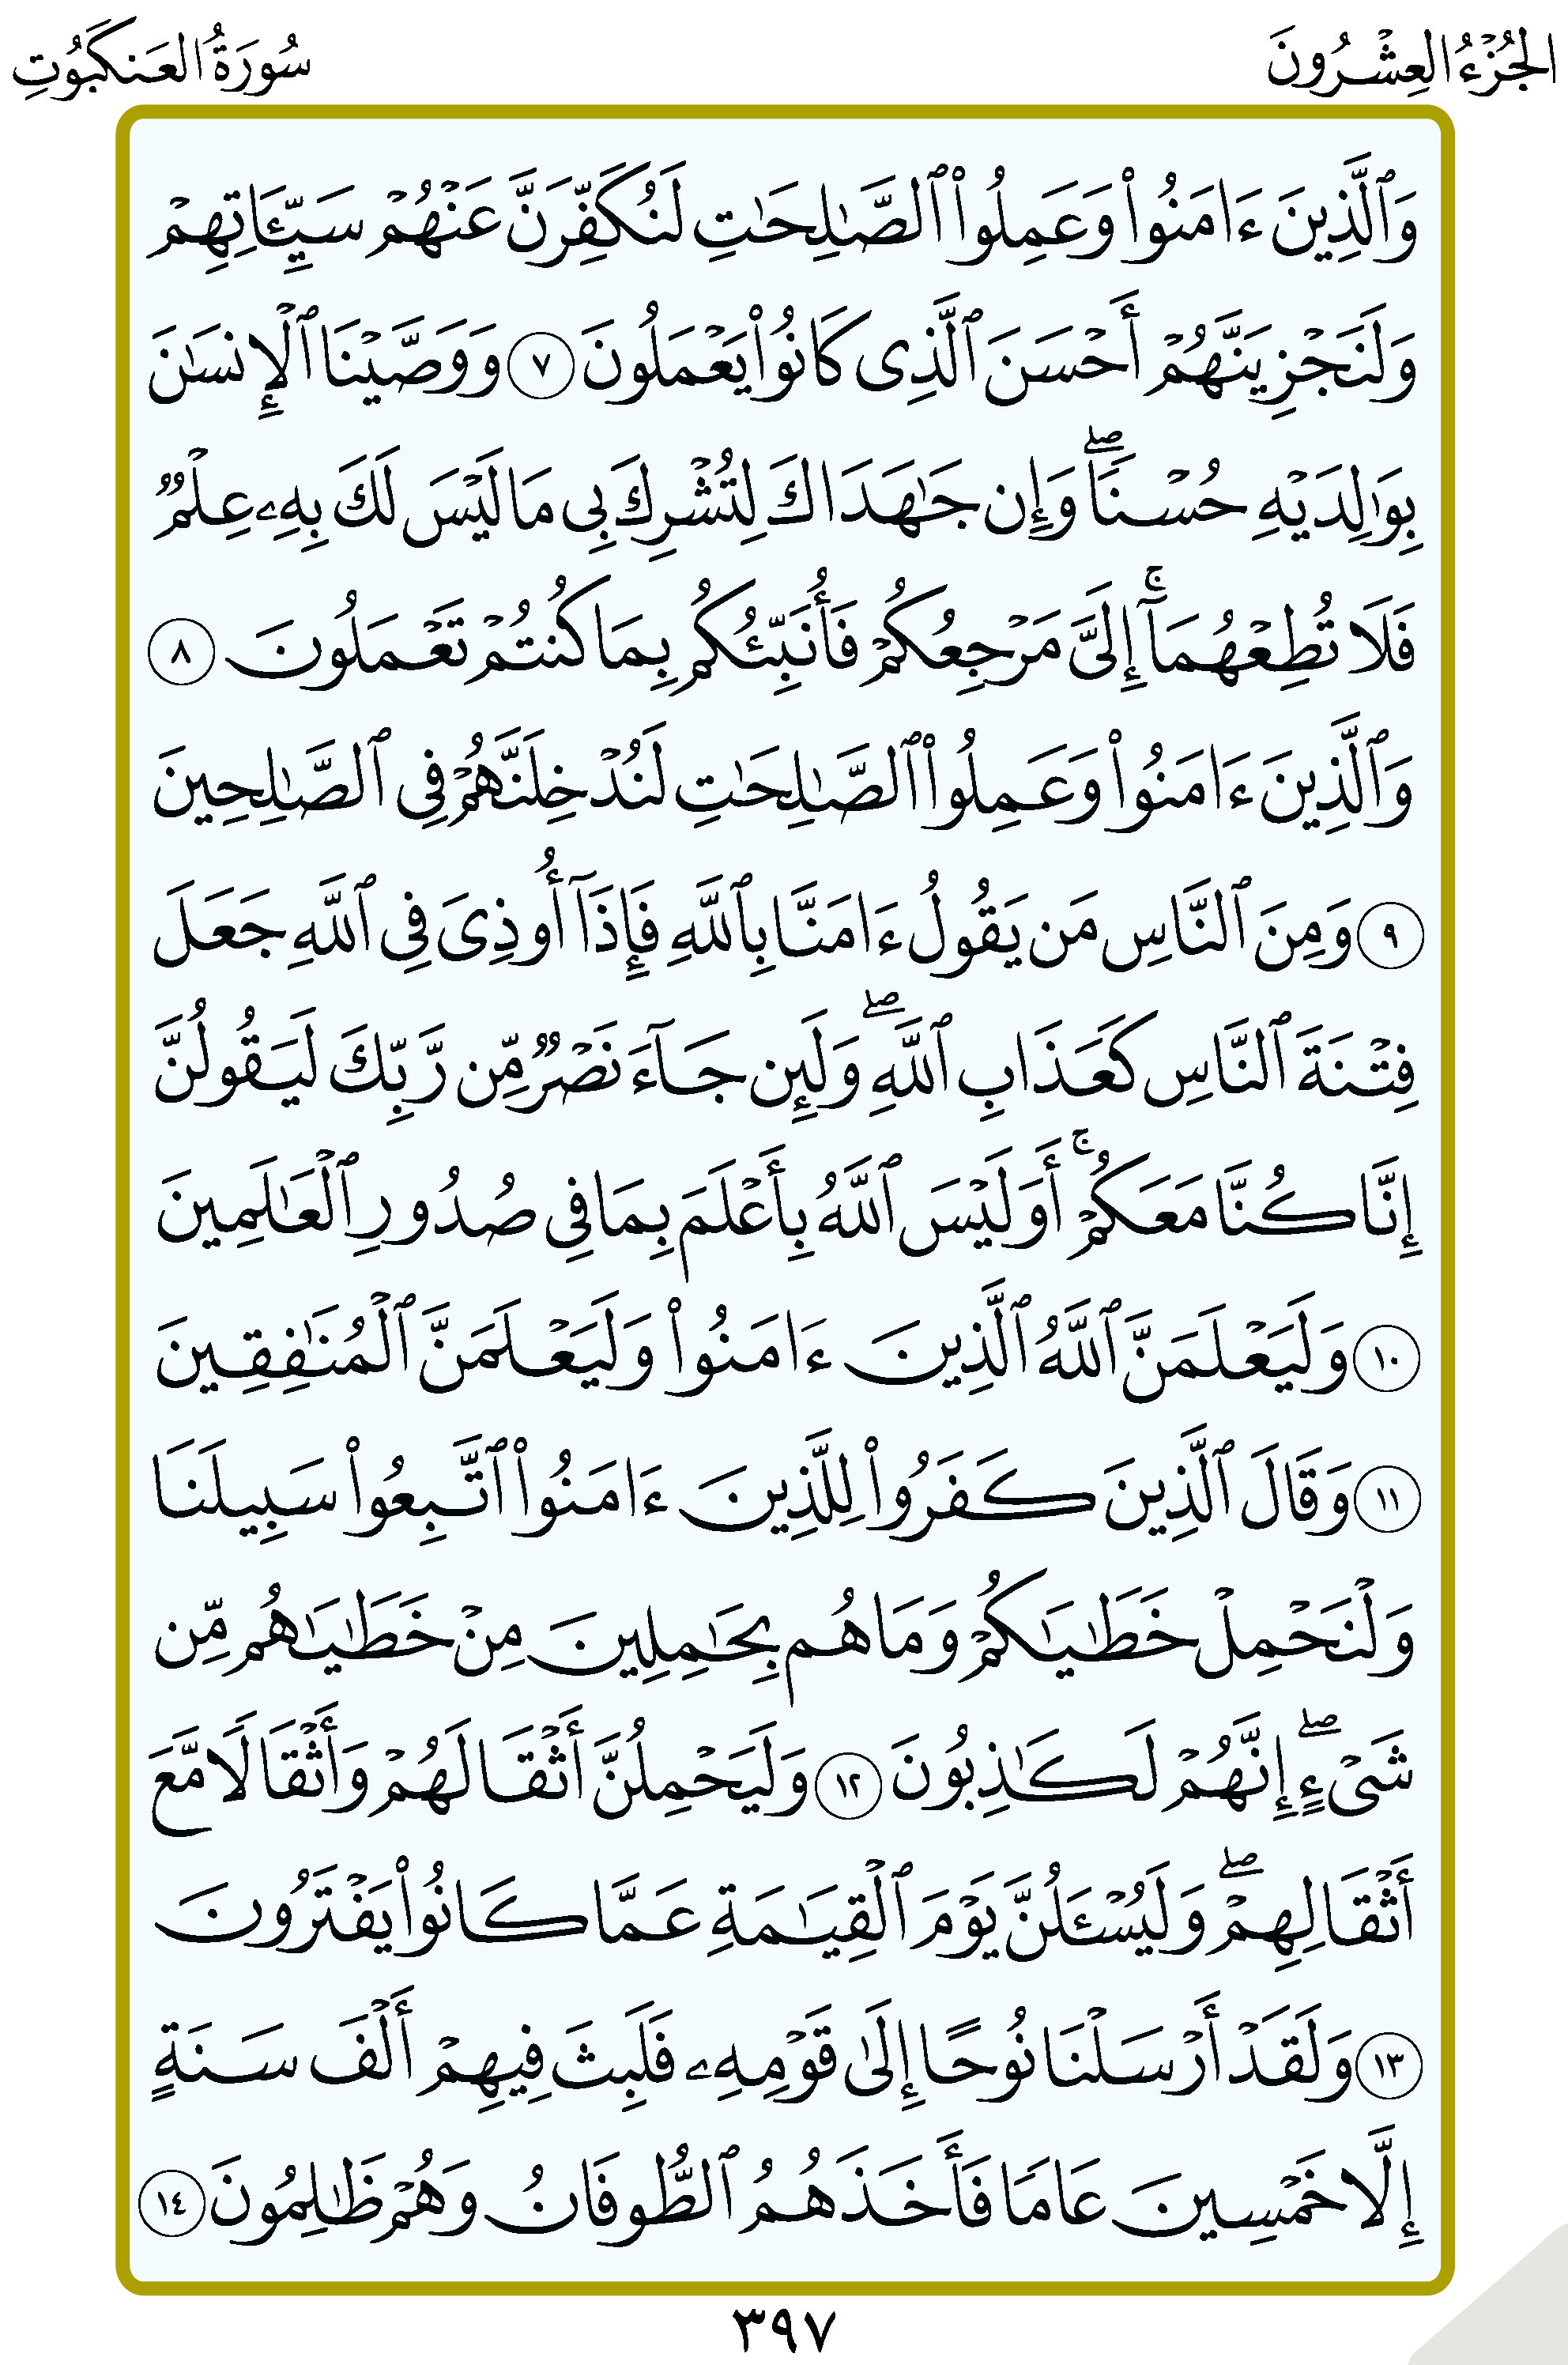 الجُزْءُ العِشْرُونَ
سُورَةُ العَنكَبُوتِ
وَٱلَّذِينَ ءَامَنُوا۟ وَعَمِلُوا۟ ٱلصَّـٰلِحَـٰتِ لَنُكَفِّرَنَّ عَنْهُمْ سَيِّـَٔاتِهِمْ
وَلَنَجْزِيَنَّهُمْ أَحْسَنَ ٱلَّذِى كَانُوا۟ يَعْمَلُونَ ٧ وَوَصَّيْنَا ٱلْإِنسَـٰنَ
بِوَٰلِدَيْهِ حُسْنًا ۖ وَإِن جَـٰهَدَاكَ لِتُشْرِكَ بِى مَا لَيْسَ لَكَ بِهِۦ عِلْمٌ
فَلَا تُطِعْهُمَآ ۚ إِلَىَّ مَرْجِعُكُمْ فَأُنَبِّئُكُم بِمَا كُنتُمْ تَعْمَلُونَ ٨
وَٱلَّذِينَ ءَامَنُوا۟ وَعَمِلُوا۟ ٱلصَّـٰلِحَـٰتِ لَنُدْخِلَنَّهُمْ فِى ٱلصَّـٰلِحِينَ
٩ وَمِنَ ٱلنَّاسِ مَن يَقُولُ ءَامَنَّا بِٱللَّهِ فَإِذَآ أُوذِىَ فِى ٱللَّهِ جَعَلَ
فِتْنَةَ ٱلنَّاسِ كَعَذَابِ ٱللَّهِ ۖ وَلَئِن جَآءَ نَصْرٌ مِّن رَّبِّكَ لَيَقُولُنَّ
إِنَّا كُنَّا مَعَكُمْ ۚ أَوَلَيْسَ ٱللَّهُ بِأَعْلَمَ بِمَا فِى صُدُورِ ٱلْعَـٰلَمِينَ
١٠ وَلَيَعْلَمَنَّ ٱللَّهُ ٱلَّذِينَ ءَامَنُوا۟ وَلَيَعْلَمَنَّ ٱلْمُنَـٰفِقِينَ
١١ وَقَالَ ٱلَّذِينَ كَفَرُوا۟ لِلَّذِينَ ءَامَنُوا۟ ٱتَّبِعُوا۟ سَبِيلَنَا
وَلْنَحْمِلْ خَطَـٰيَـٰكُمْ وَمَا هُم بِحَـٰمِلِينَ مِنْ خَطَـٰيَـٰهُم مِّن
شَىْءٍ ۖ إِنَّهُمْ لَكَـٰذِبُونَ ١٢ وَلَيَحْمِلُنَّ أَثْقَالَهُمْ وَأَثْقَالًا مَّعَ
أَثْقَالِهِمْ ۖ وَلَيُسْـَٔلُنَّ يَوْمَ ٱلْقِيَـٰمَةِ عَمَّا كَانُوا۟ يَفْتَرُونَ
١٣ وَلَقَدْ أَرْسَلْنَا نُوحًا إِلَىٰ قَوْمِهِۦ فَلَبِثَ فِيهِمْ أَلْفَ سَنَةٍ
إِلَّا خَمْسِينَ عَامًا فَأَخَذَهُمُ ٱلطُّوفَانُ وَهُمْ ظَـٰلِمُونَ ١٤
٣٩٧